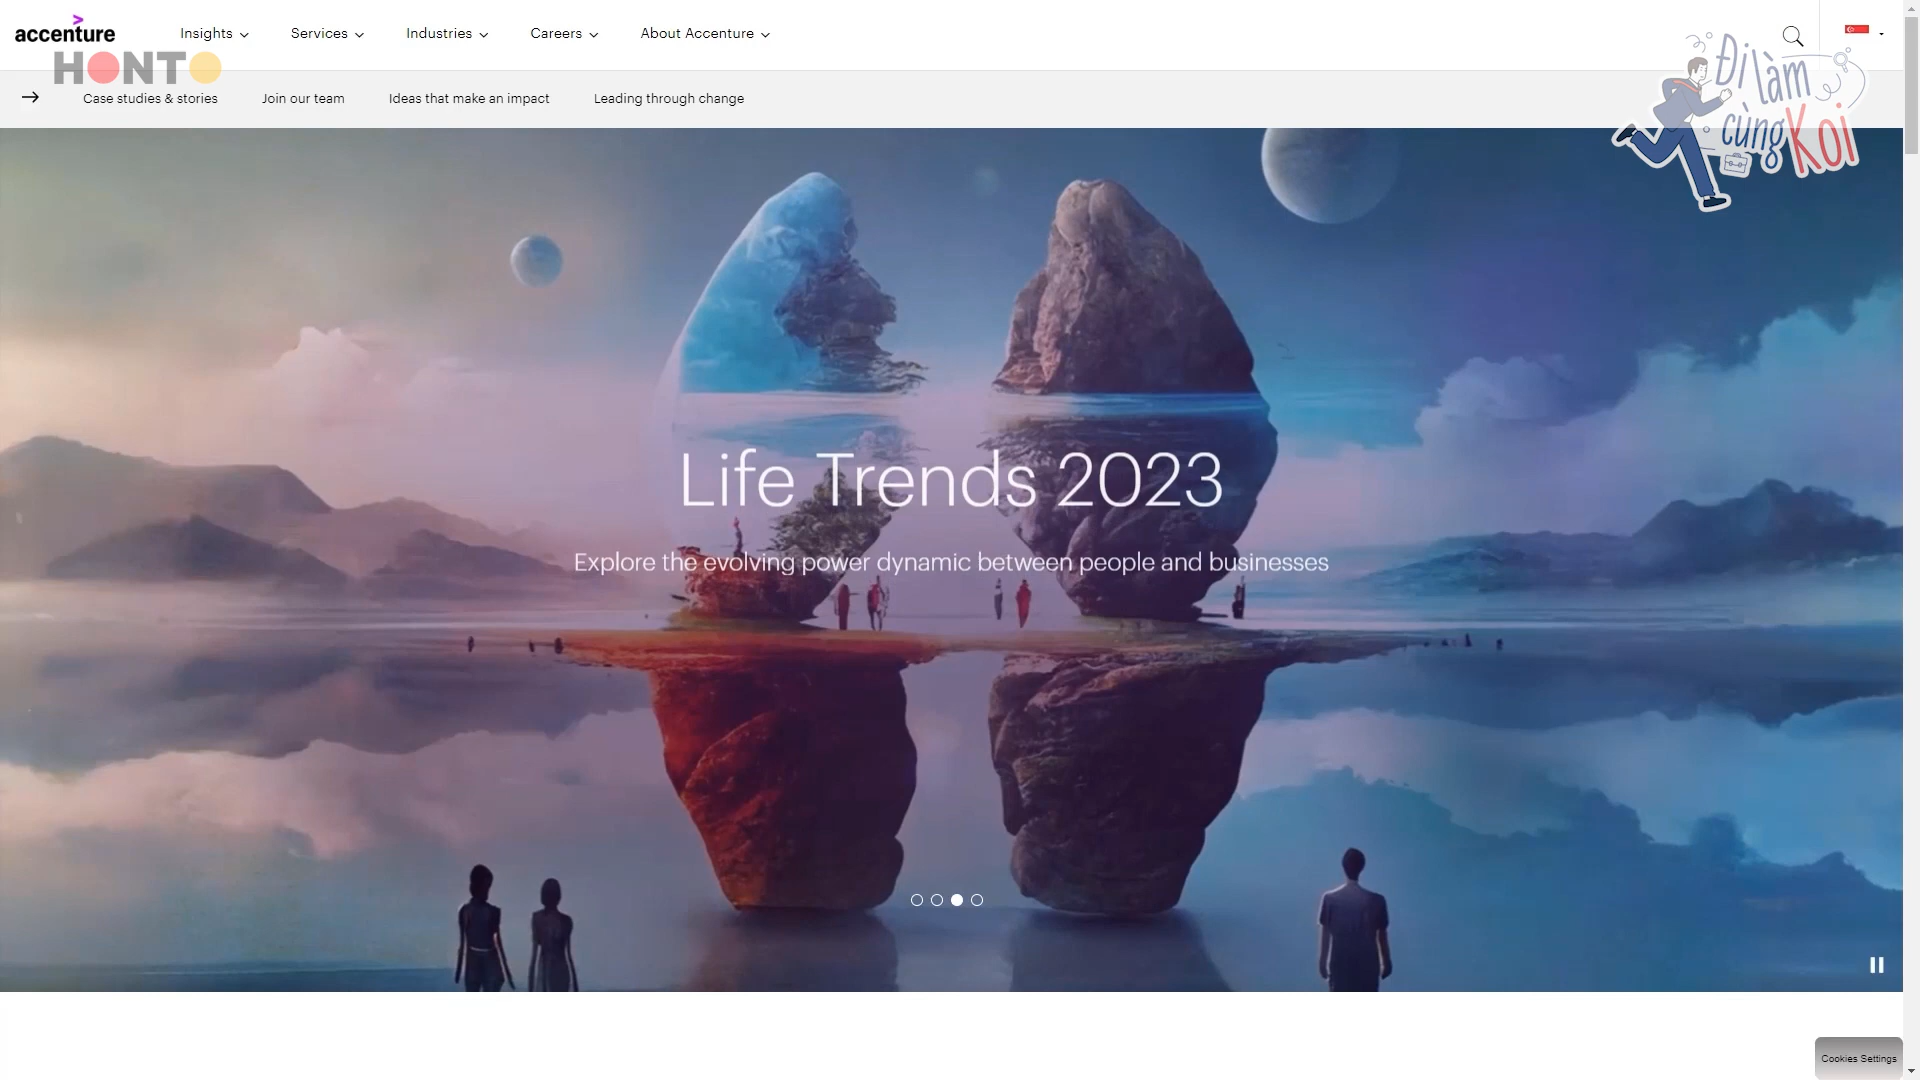 accenture
Insights
Services
Industries
Careers
About Accenture
HONTO
Case studies & stories
Join our team
Ideas that make an impact
Leading through change
Đi làm
cùng Koi
Life Trends 2023
Explore the evolving power dynamic between people and businesses
Cookies Settings